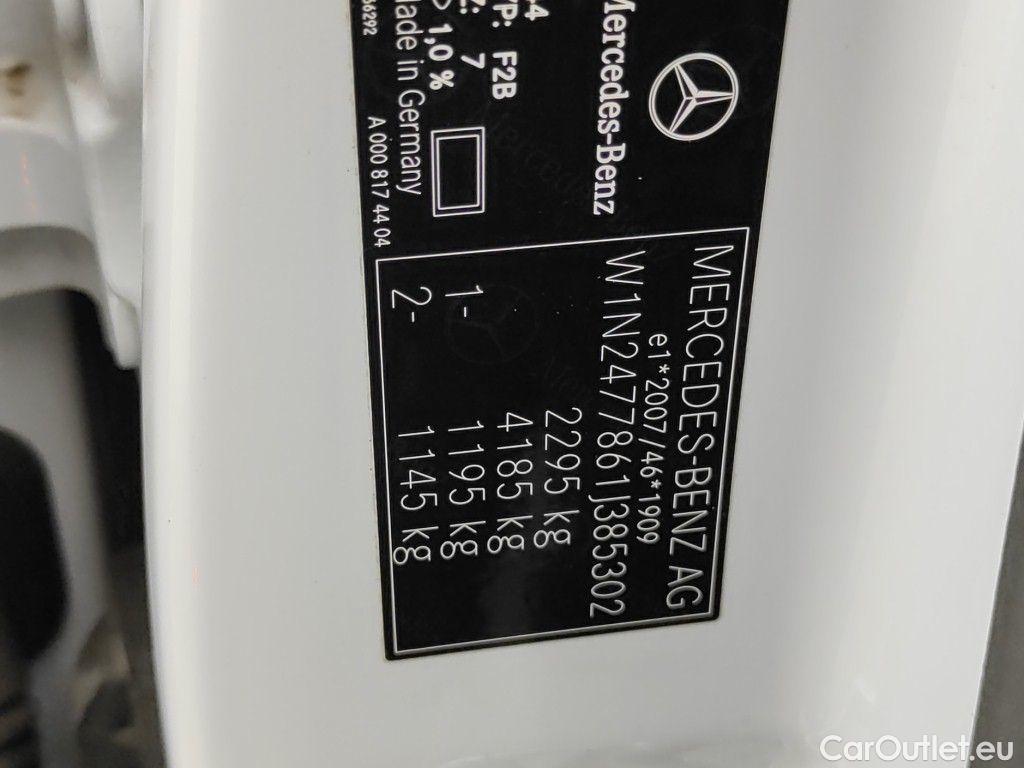 MERCEDES-BENZ AG
e1*2007/46*1909
W1N2477861J385302
2295 kg
4185 kg
1- 1195 kg
2- 1145 kg
Mercedes-Benz
F2B
7
1,0 %
Made in Germany
A 000 817 44 04
CarOutlet.eu